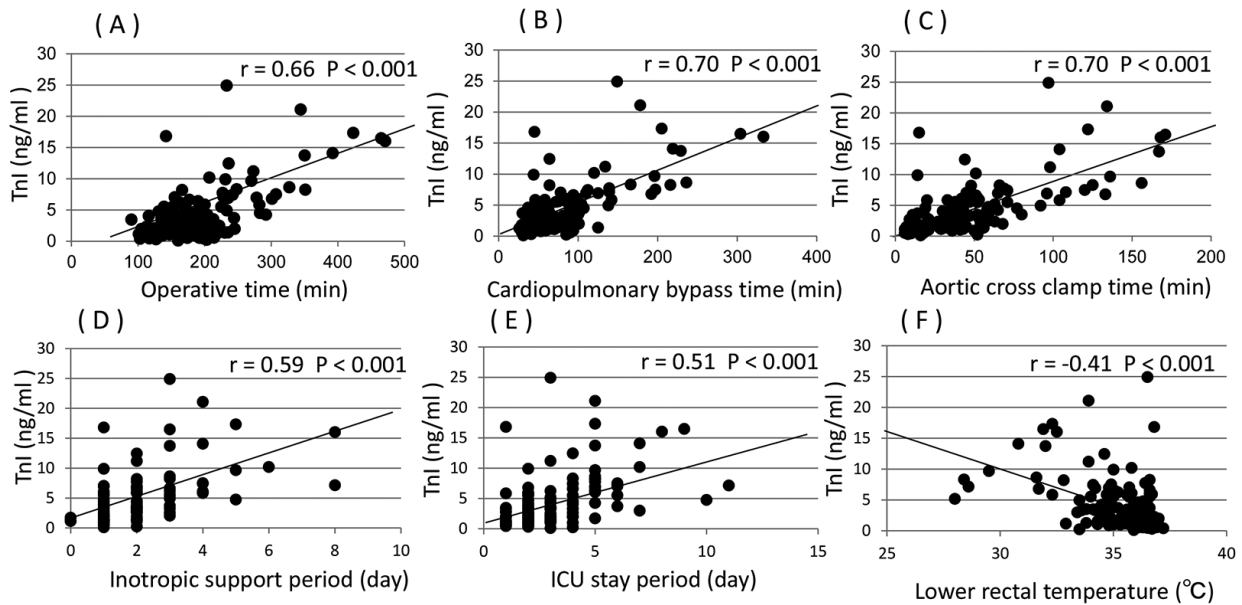 ( A )
TnI (ng/ml )
30
25
20
15
10
5
0
r = 0.66 P < 0.001
0 100 200 300 400 500
Operative time (min)
( B )
TnI (ng/ml )
30
25
20
15
10
5
0
r = 0.70 P < 0.001
0 100 200 300 400
Cardiopulmonary bypass time (min)
( C )
TnI (ng/ml )
30
25
20
15
10
5
0
r = 0.70 P < 0.001
0 50 100 150 200
Aortic cross clamp time (min)
( D )
TnI (ng/ml )
30
25
20
15
10
5
0
r = 0.59 P < 0.001
0 2 4 6 8 10
Inotropic support period (day)
( E )
TnI (ng/ml )
30
25
20
15
10
5
0
r = 0.51 P < 0.001
0 5 10 15
ICU stay period (day)
( F )
TnI (ng/ml )
30
25
20
15
10
5
0
r = -0.41 P < 0.001
25 30 35 40
Lower rectal temperature (℃)